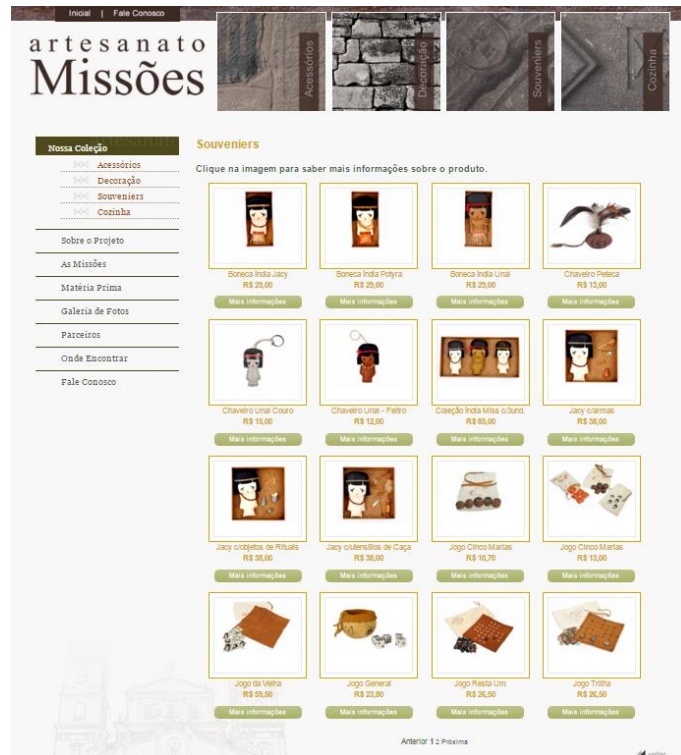 Inicial | Fale Conosco
artesanato
Missões
Acessórios
Decoração
Souveniers
Cozinha
Nossa Coleção
Acessórios
Decoração
Souveniers
Cozinha
Sobre o Projeto
As Missões
Matéria Prima
Galeria de Fotos
Parceiros
Onde Encontrar
Fale Conosco
Souveniers
Clique na imagem para saber mais informações sobre o produto.
Boneca Índia Jacy
R$ 25,00
Mais informações
Boneca Índia Potyra
R$ 25,00
Mais informações
Boneca Índia Unaí
R$ 25,00
Mais informações
Chaveiro Peteca
R$ 13,00
Mais informações
Chaveiro Unaí Couro
R$ 15,00
Mais informações
Chaveiro Unaí - Feltro
R$ 12,00
Mais informações
Coleção Índia Miss c/3und.
R$ 85,00
Mais informações
Jacy c/armas
R$ 38,00
Mais informações
Jacy c/objetos de Rituais
R$ 38,00
Mais informações
Jacy c/utensílios de Caça
R$ 38,00
Mais informações
Jogo Cinco Marias
R$ 10,70
Mais informações
Jogo Cinco Marias
R$ 13,00
Mais informações
Jogo da Velha
Mais informações
Jogo General
R$ 23,80
Mais informações
Jogo Resta Um
R$ 26,50
Mais informações
Jogo Trilha
R$ 26,50
Mais informações
Anterior 1 2 Próxima